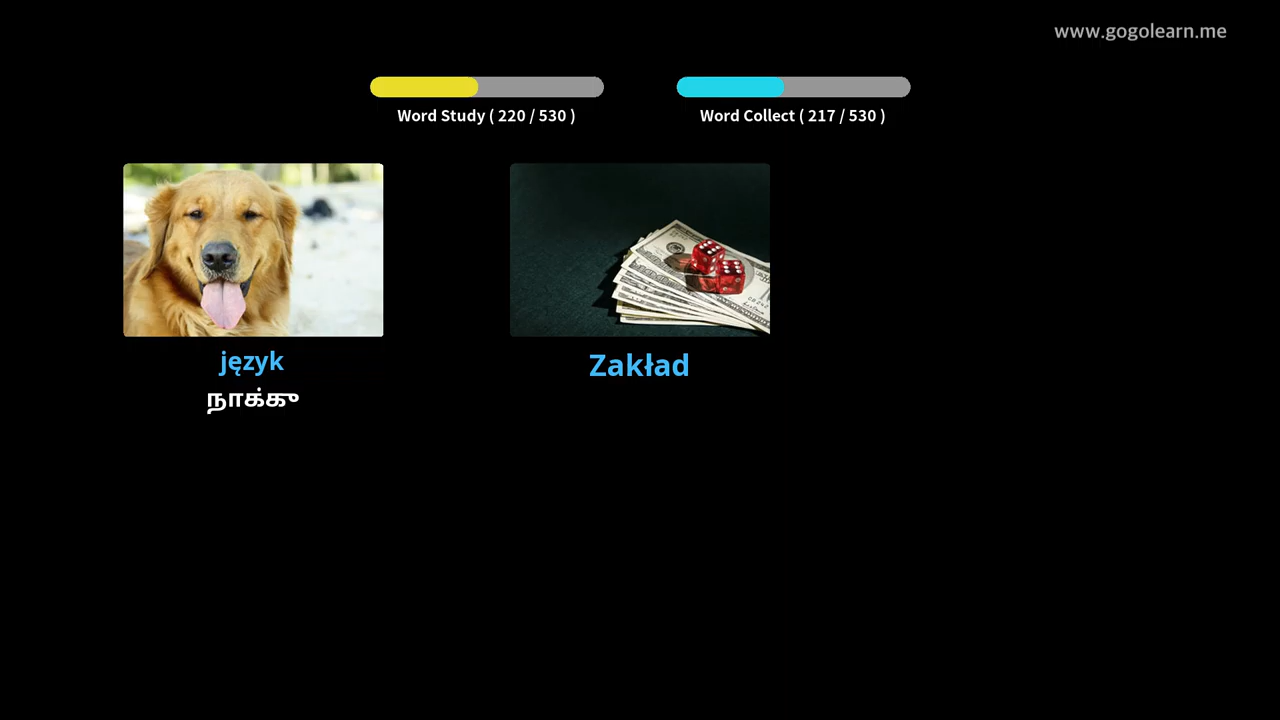 www.gogolearn.me
Word Study ( 220 / 530 )
Word Collect ( 217 / 530 )
język
நாக்கு
Zakład